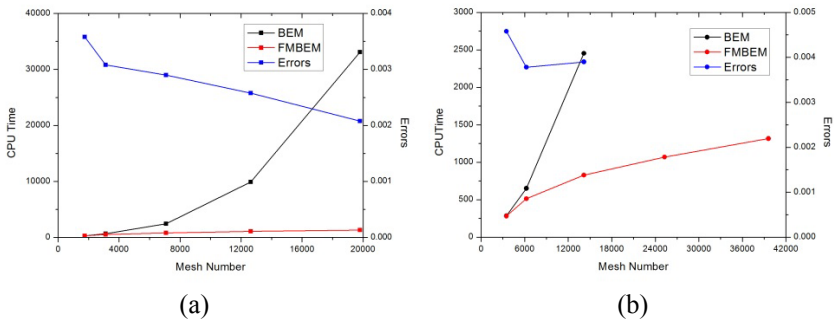 40000
30000
20000
10000
0
CPU Time
0 4000 8000 12000 16000 20000
Mesh Number
0.004
0.003
0.002
0.001
0.000
Errors
BEM
FMBEM
Errors
(a)
3000
2500
2000
1500
1000
500
0
CPUTime
0 6000 12000 18000 24000 30000 36000 42000
Mesh Number
0.005
0.004
0.003
0.002
0.001
0.000
Errors
BEM
FMBEM
Errors
(b)